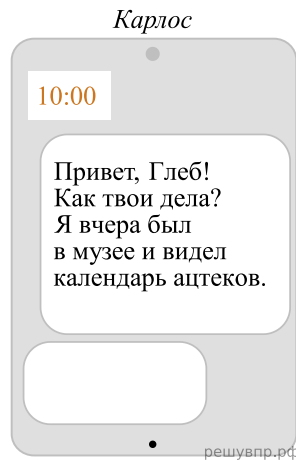 Карлос
10:00
Привет, Глеб!
Как твои дела?
Я вчера был
в музее и видел
календарь ацтеков.
решувпр.рф